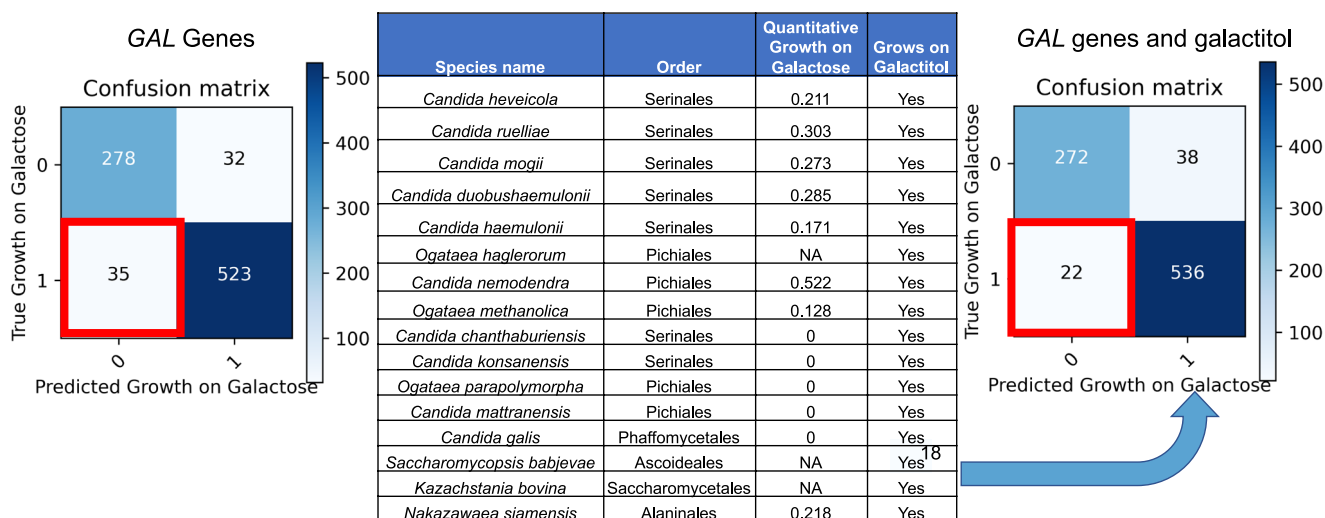 GAL Genes
Confusion matrix
True Growth on Galactose
0
278
32
1
35
523
0
1
Predicted Growth on Galactose
500
400
300
200
100
Species name Order Quantitative Growth on Galactose Grows on Galactitol
Candida heveicola Serinales 0.211 Yes
Candida ruelliae Serinales 0.303 Yes
Candida mogii Serinales 0.273 Yes
Candida duobushaemulonii Serinales 0.285 Yes
Candida haemulonii Serinales 0.171 Yes
Ogataea haglerorum Pichiales NA Yes
Candida nemodendra Pichiales 0.522 Yes
Ogataea methanolica Pichiales 0.128 Yes
Candida chanthaburiensis Serinales 0 Yes
Candida konsanensis Serinales 0 Yes
Ogataea parapolymorpha Pichiales 0 Yes
Candida mattranensis Pichiales 0 Yes
Candida galis Phaffomycetales 0 Yes
Saccharomycopsis babjevae Ascoideales NA Yes
18
Kazachstania bovina Saccharomycetales NA Yes
Nakazawaea siamensis Alaninales 0.218 Yes
GAL genes and galactitol
Confusion matrix
True Growth on Galactose
0
272
38
1
22
536
0
1
Predicted Growth on Galactose
500
400
300
200
100